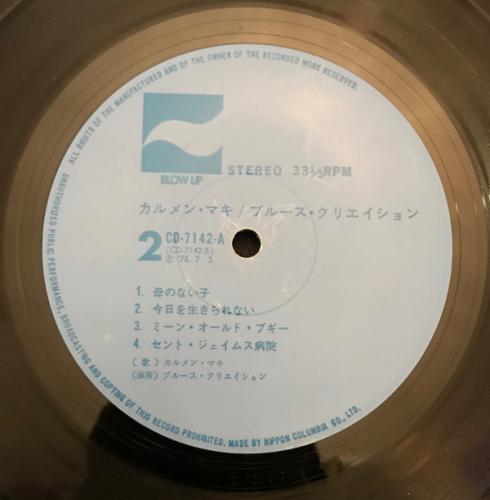 ALL RIGHTS OF THE MANUFACTURED AND OF THE OWNER OF THE RECORDED WORK RESERVED.
BLOW UP
STEREO 33⅓RPM
カルメン・マキ/ブルース・クリエイション
2 CD-7142-A
(CD-7142-B)
1. 母のない子
2. 今日を生きられない
3. ミーン・オールド・ブギー
4. セント・ジェイムス病院
(歌) カルメン・マキ
(演奏) ブルース・クリエイション
UNAUTHORIZED PUBLIC PERFORMANCE, BROADCASTING AND COPYING OF THIS RECORD PROHIBITED. MADE BY NIPPON COLUMBIA CO., LTD.